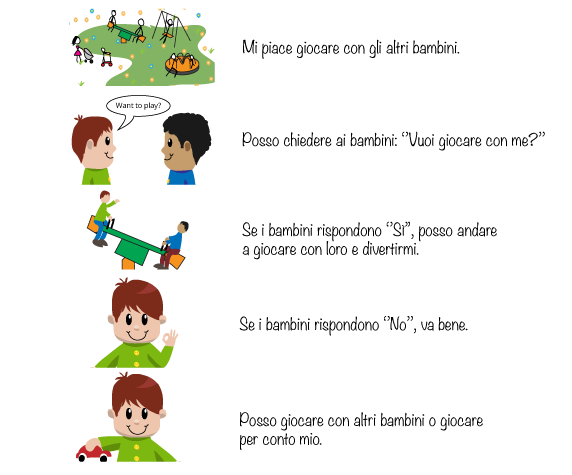 Mi piace giocare con gli altri bambini.
Want to play?
Posso chiedere ai bambini: “Vuoi giocare con me?”
Se i bambini rispondono “Sì”, posso andare
a giocare con loro e divertirmi.
Se i bambini rispondono “No”, va bene.
Posso giocare con altri bambini o giocare
per conto mio.